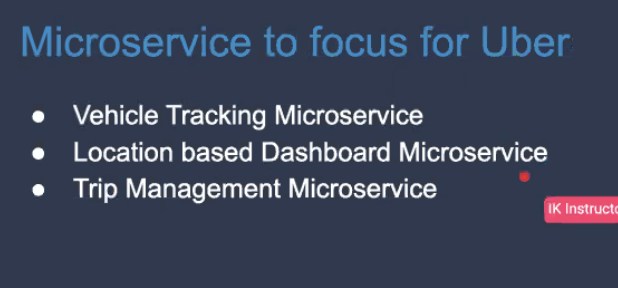 Microservice to focus for Uber
● Vehicle Tracking Microservice
● Location based Dashboard Microservice
● Trip Management Microservice
IK Instructo